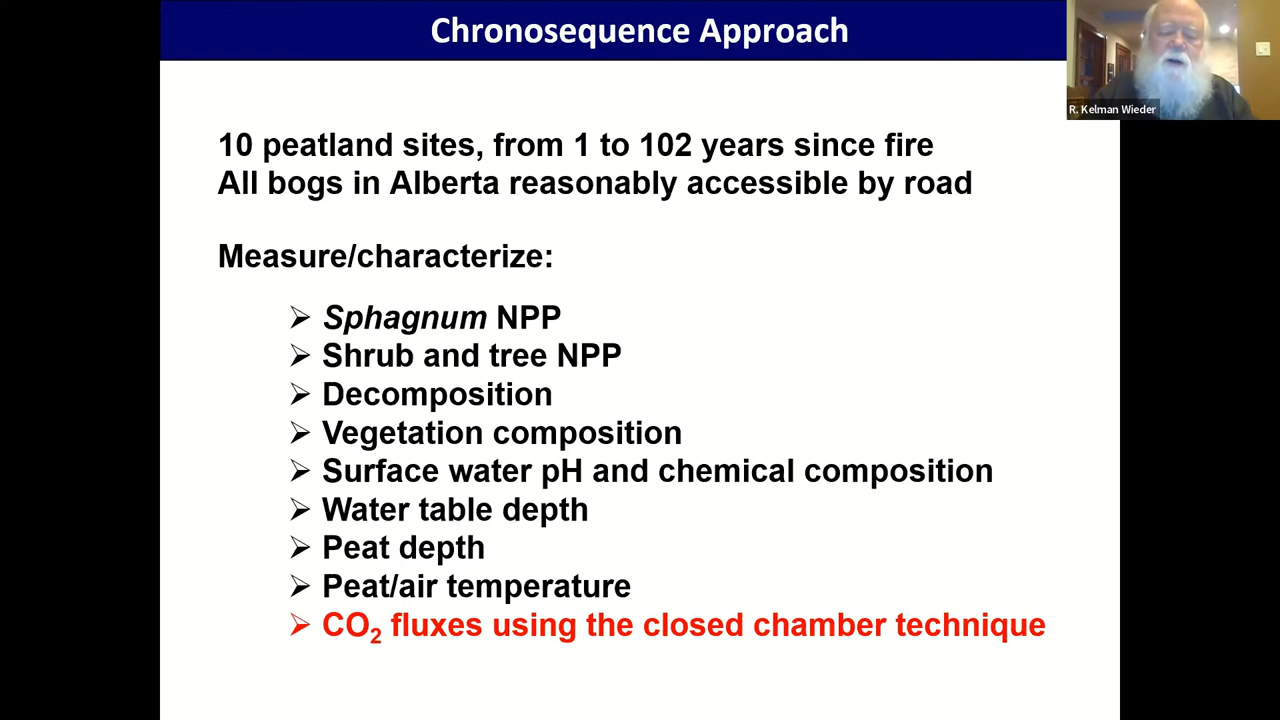 Chronosequence Approach
R. Kelman Wieder
10 peatland sites, from 1 to 102 years since fire
All bogs in Alberta reasonably accessible by road
Measure/characterize:
➢ Sphagnum NPP
➢ Shrub and tree NPP
➢ Decomposition
➢ Vegetation composition
➢ Surface water pH and chemical composition
➢ Water table depth
➢ Peat depth
➢ Peat/air temperature
➢ CO₂ fluxes using the closed chamber technique